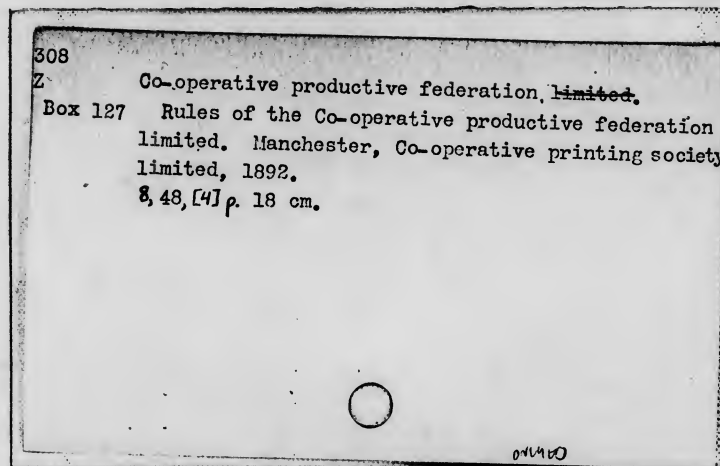 308
Z Co-operative productive federation, limited.
Box 127 Rules of the Co-operative productive federation
limited. Manchester, Co-operative printing society
limited, 1892.
8, 48, [4] p. 18 cm.